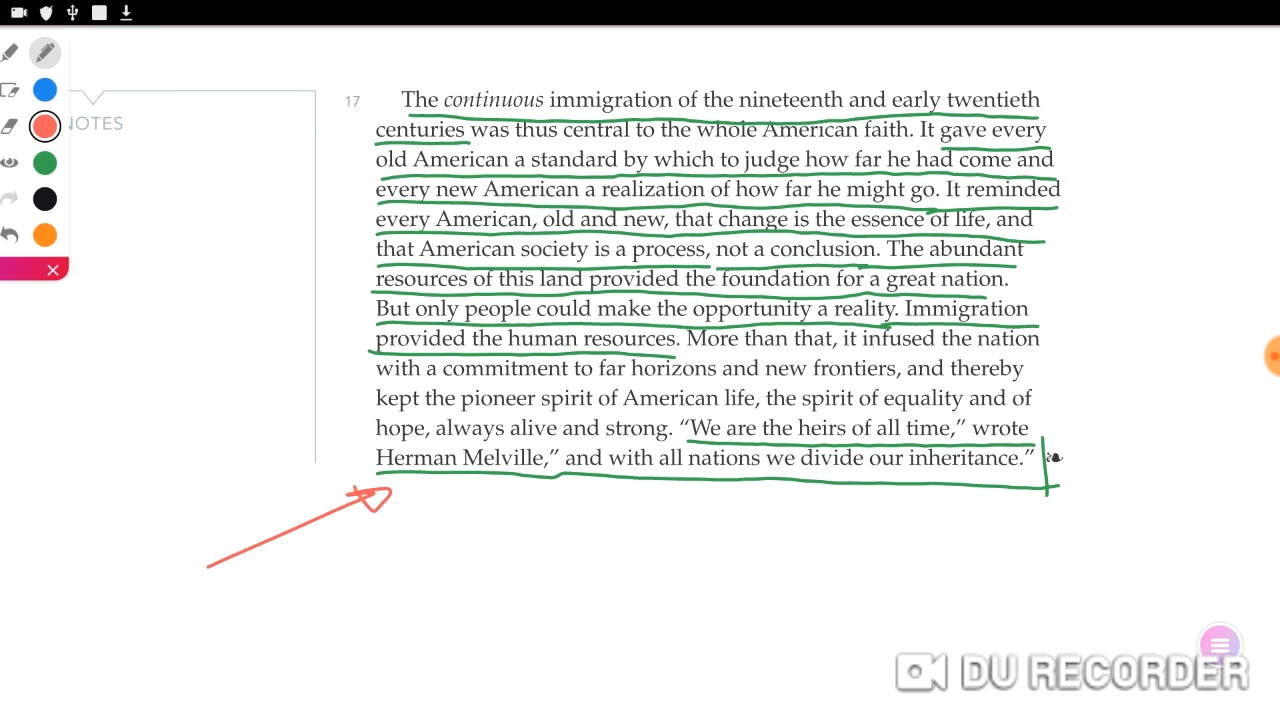 NOTES
17
The continuous immigration of the nineteenth and early twentieth
centuries was thus central to the whole American faith. It gave every
old American a standard by which to judge how far he had come and
every new American a realization of how far he might go. It reminded
every American, old and new, that change is the essence of life, and
that American society is a process, not a conclusion. The abundant
resources of this land provided the foundation for a great nation.
But only people could make the opportunity a reality. Immigration
provided the human resources. More than that, it infused the nation
with a commitment to far horizons and new frontiers, and thereby
kept the pioneer spirit of American life, the spirit of equality and of
hope, always alive and strong. “We are the heirs of all time,” wrote
Herman Melville,” and with all nations we divide our inheritance.”
DU RECORDER